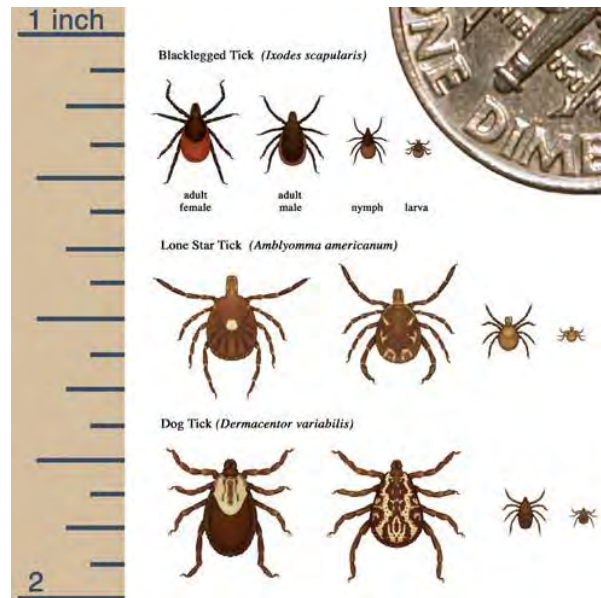 1 inch
Blacklegged Tick (Ixodes scapularis)
ONE DIME
adult female
adult male
nymph
larva
Lone Star Tick (Amblyomma americanum)
Dog Tick (Dermacentor variabilis)
2